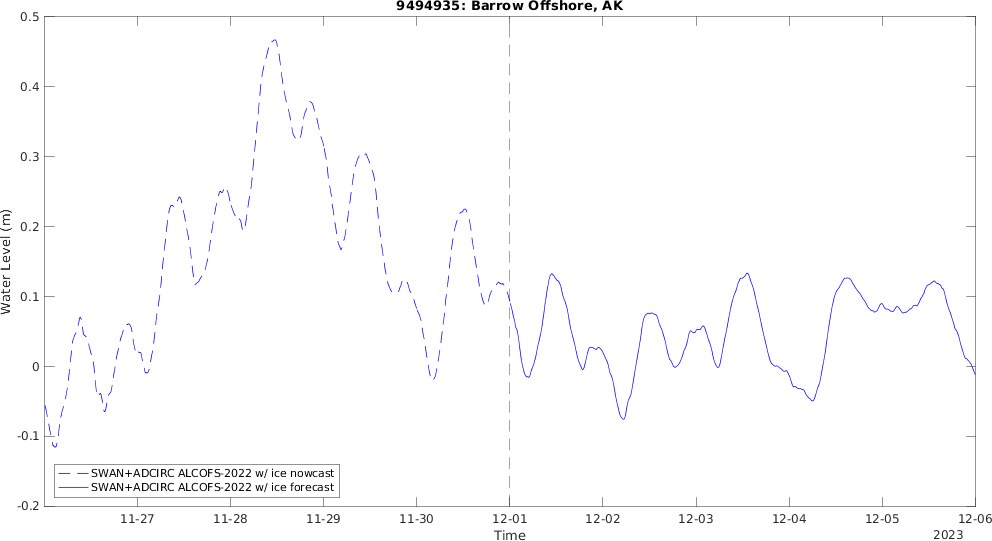 9494935: Barrow Offshore, AK
0.5
0.4
0.3
0.2
0.1
0
-0.1
-0.2
Water Level (m)
SWAN+ADCIRC ALCOFS-2022 w/ ice nowcast
SWAN+ADCIRC ALCOFS-2022 w/ ice forecast
11-27 11-28 11-29 11-30 12-01 12-02 12-03 12-04 12-05 12-06
Time
2023